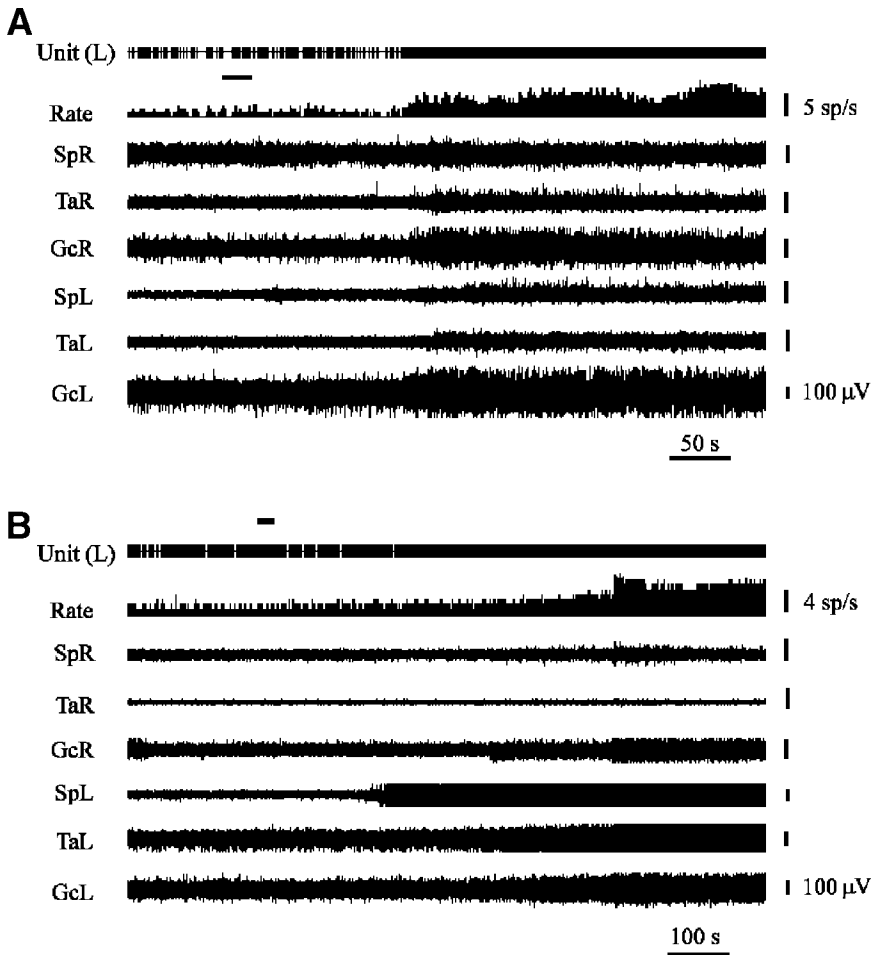 A
Unit (L)
Rate
5 sp/s
SpR
TaR
GcR
SpL
TaL
GcL
100 μV
50 s
B
Unit (L)
Rate
4 sp/s
SpR
TaR
GcR
SpL
TaL
GcL
100 μV
100 s